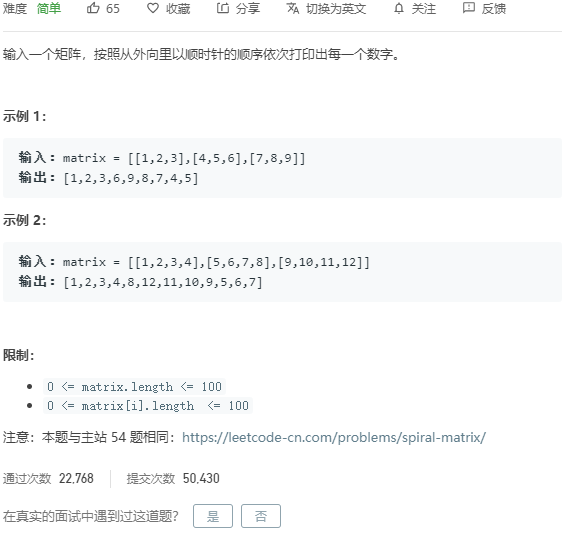 难度 简单 65 收藏 分享 切换为英文 关注 反馈
输入一个矩阵，按照从外向里以顺时针的顺序依次打印出每一个数字。
示例 1：
输入：matrix = [[1,2,3],[4,5,6],[7,8,9]]
输出：[1,2,3,6,9,8,7,4,5]
示例 2：
输入：matrix = [[1,2,3,4],[5,6,7,8],[9,10,11,12]]
输出：[1,2,3,4,8,12,11,10,9,5,6,7]
限制：
0 <= matrix.length <= 100
0 <= matrix[i].length <= 100
注意：本题与主站 54 题相同：https://leetcode-cn.com/problems/spiral-matrix/
通过次数 22,768 提交次数 50,430
在真实的面试中遇到过这道题？ 是 否